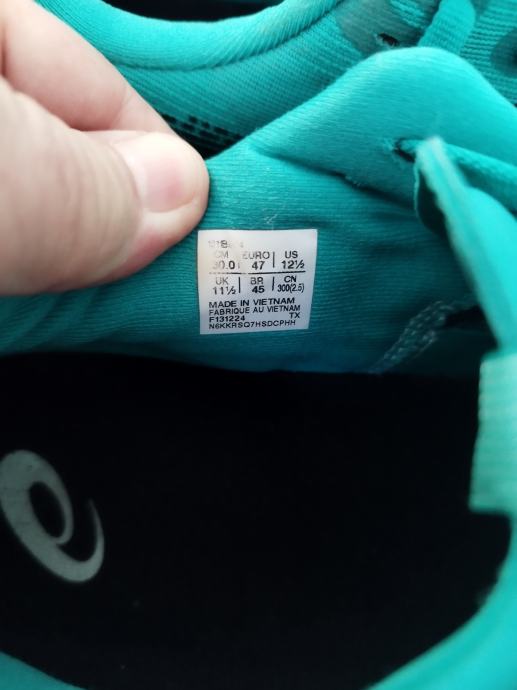 CM EURO US
30.0 47 12½
UK BR CN
11½ 45 300(2.5)
MADE IN VIETNAM
FABRIQUE AU VIETNAM
F131224 TX
N6KKRSQ7HSDCPHH